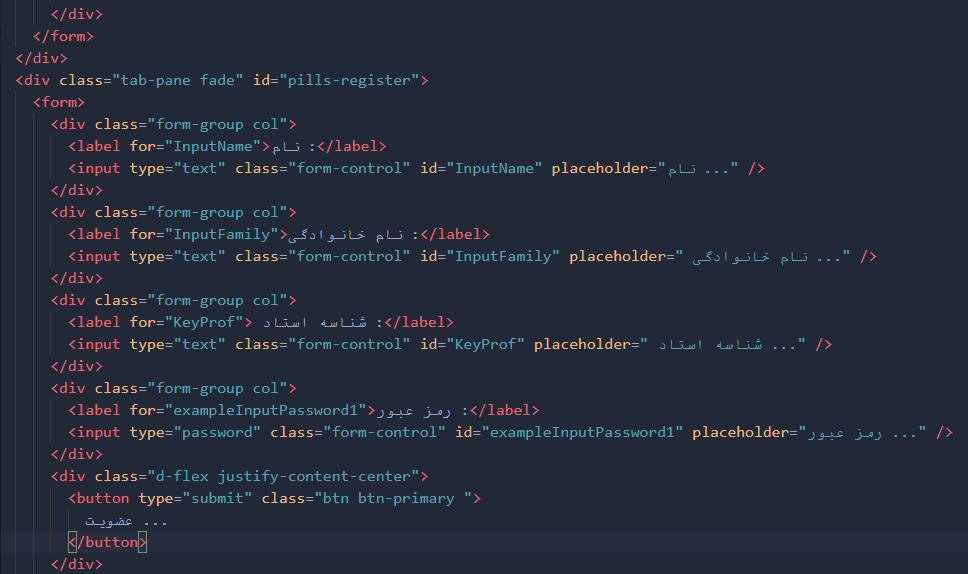 </div>
</form>
</div>
<div class="tab-pane fade" id="pills-register">
<form>
<div class="form-group col">
<label for="InputName">نام :</label>
<input type="text" class="form-control" id="InputName" placeholder="نام ..." />
</div>
<div class="form-group col">
<label for="InputFamily">نام خانوادگی :</label>
<input type="text" class="form-control" id="InputFamily" placeholder=" نام خانوادگی ..." />
</div>
<div class="form-group col">
<label for="KeyProf"> شناسه استاد :</label>
<input type="text" class="form-control" id="KeyProf" placeholder=" شناسه استاد ..." />
</div>
<div class="form-group col">
<label for="exampleInputPassword1">رمز عبور :</label>
<input type="password" class="form-control" id="exampleInputPassword1" placeholder="رمز عبور ..." />
</div>
<div class="d-flex justify-content-center">
<button type="submit" class="btn btn-primary ">
عضویت ...
</button>
</div>